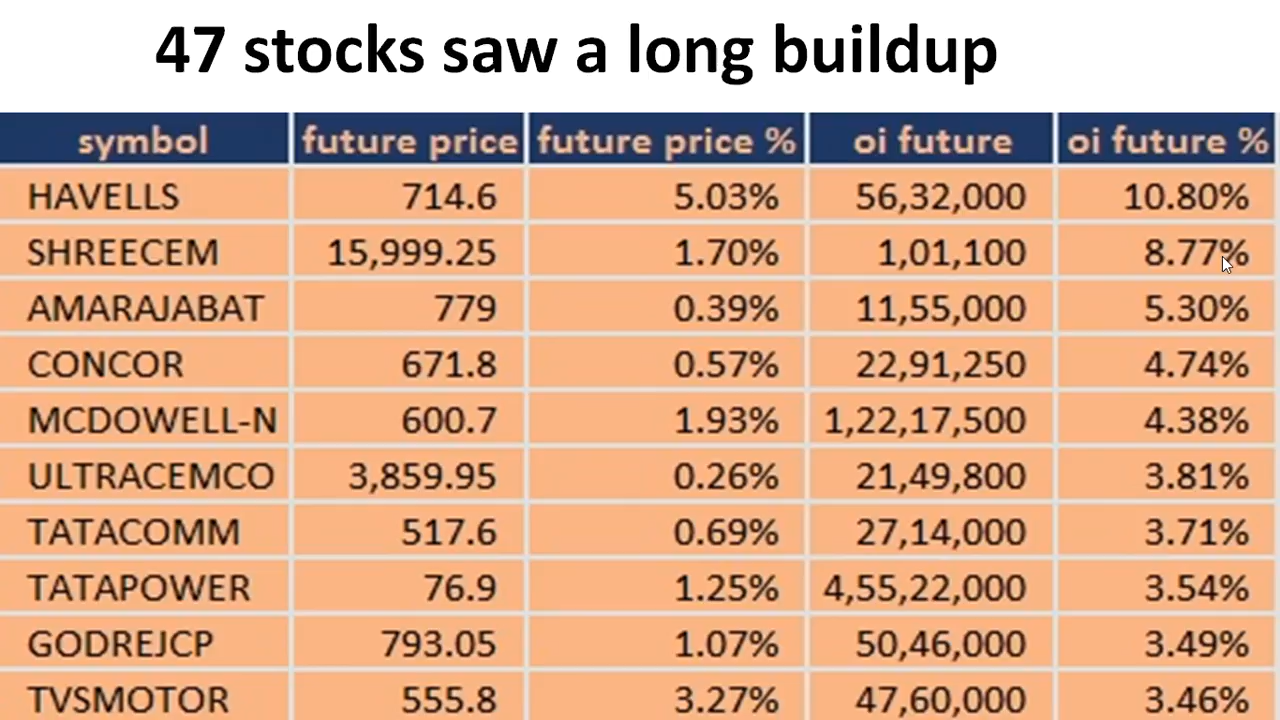 47 stocks saw a long buildup
symbol future price future price % oi future oi future %
HAVELLS 714.6 5.03% 56,32,000 10.80%
SHREECEM 15,999.25 1.70% 1,01,100 8.77%
AMARAJABAT 779 0.39% 11,55,000 5.30%
CONCOR 671.8 0.57% 22,91,250 4.74%
MCDOWELL-N 600.7 1.93% 1,22,17,500 4.38%
ULTRACEMCO 3,859.95 0.26% 21,49,800 3.81%
TATACOMM 517.6 0.69% 27,14,000 3.71%
TATAPOWER 76.9 1.25% 4,55,22,000 3.54%
GODREJCP 793.05 1.07% 50,46,000 3.49%
TVSMOTOR 555.8 3.27% 47,60,000 3.46%